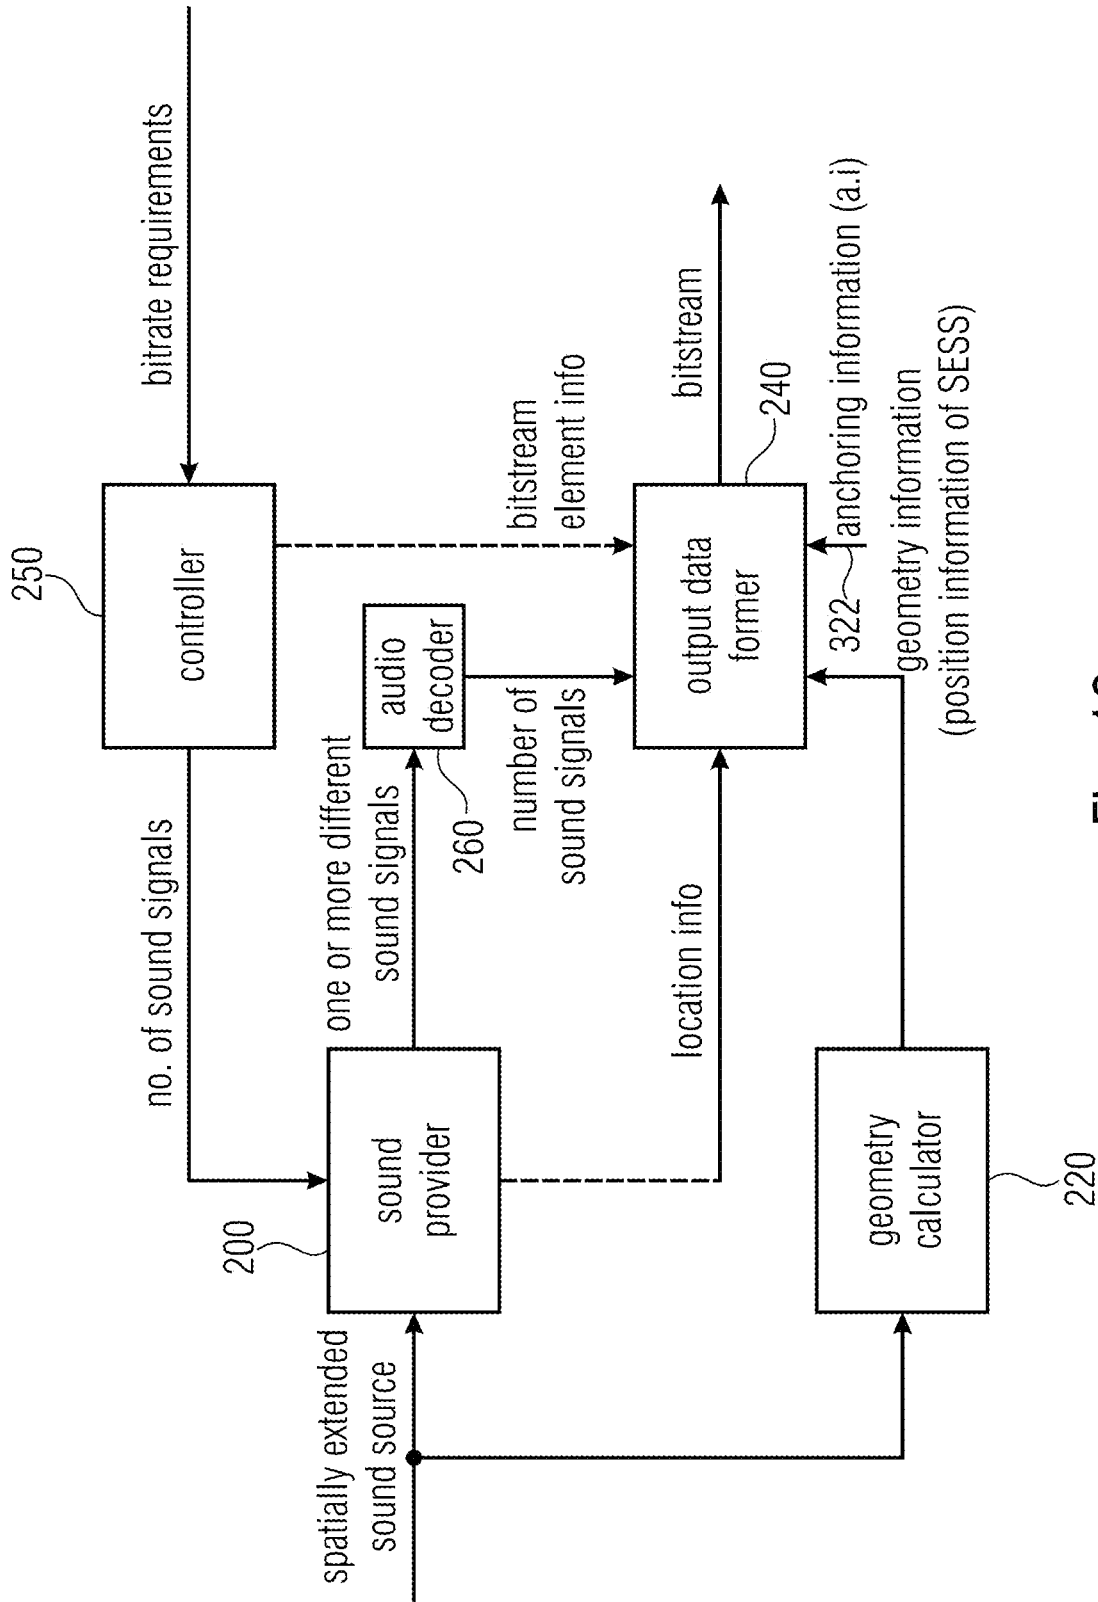 bitrate requirements
250
controller
no. of sound signals
bitstream
element info
one or more different
sound signals
audio
decoder
260
number of
sound signals
200
sound
provider
spatially extended
sound source
location info
output data
former
240
bitstream
322
anchoring information (a.i)
geometry information
(position information of SESS)
geometry
calculator
220